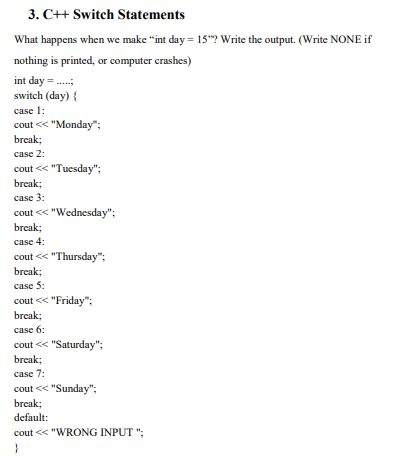 3. C++ Switch Statements
What happens when we make “int day = 15”? Write the output. (Write NONE if
nothing is printed, or computer crashes)
int day = .....;
switch (day) {
case 1:
cout << "Monday";
break;
case 2:
cout << "Tuesday";
break;
case 3:
cout << "Wednesday";
break;
case 4:
cout << "Thursday";
break;
case 5:
cout << "Friday";
break;
case 6:
cout << "Saturday";
break;
case 7:
cout << "Sunday";
break;
default:
cout << "WRONG INPUT ";
}